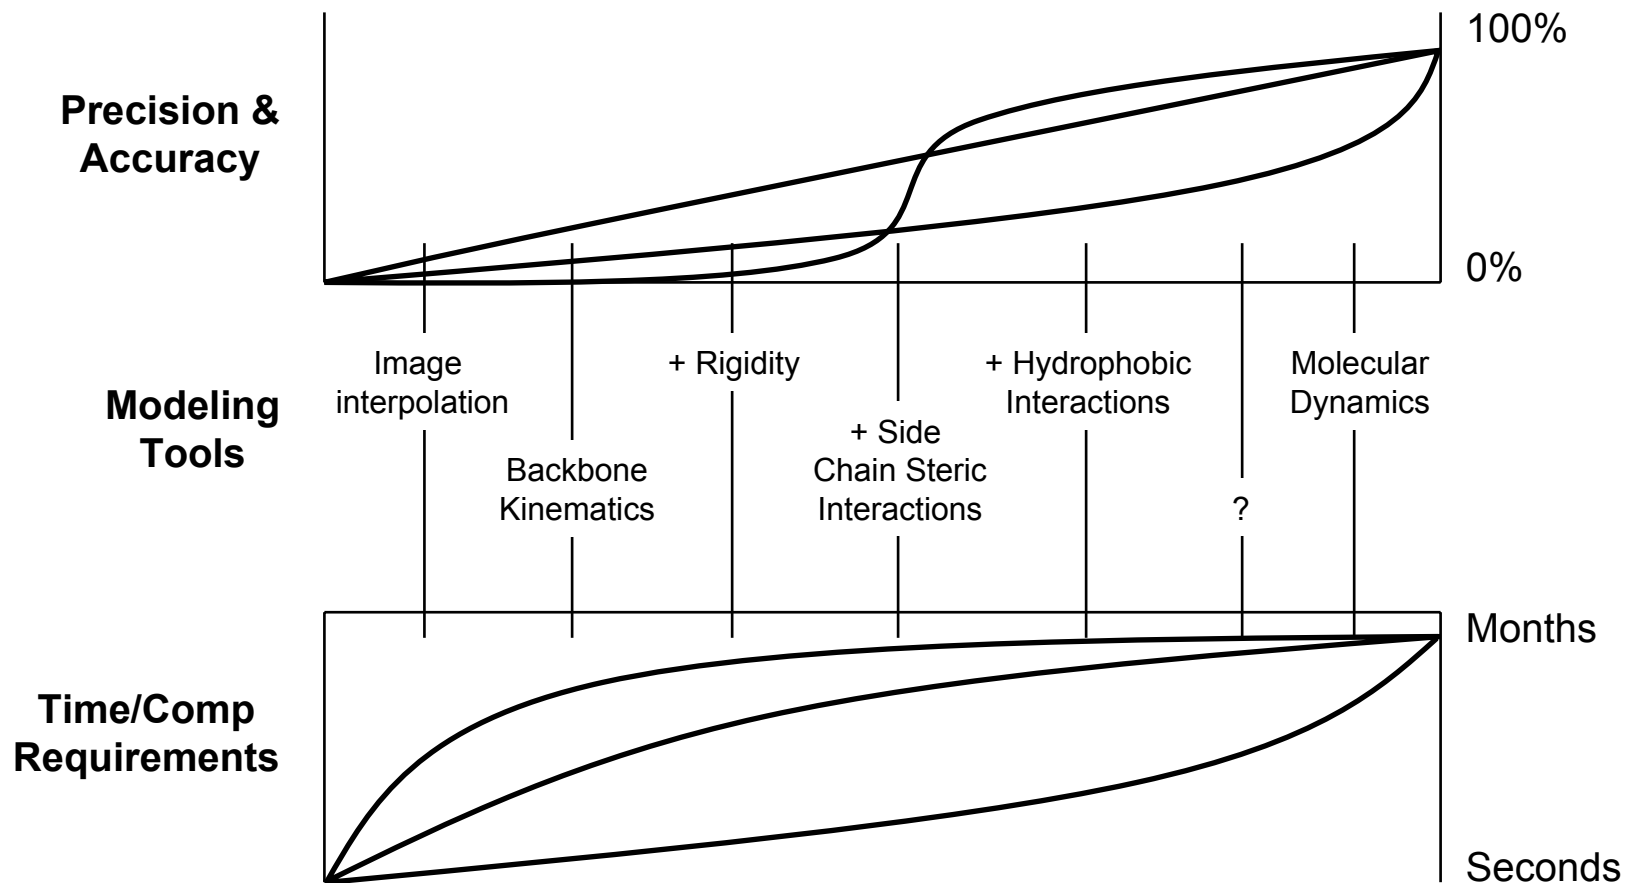 100%
Precision &
Accuracy
0%
Image
interpolation
+ Rigidity
+ Hydrophobic
Interactions
Molecular
Dynamics
Modeling
Tools
+ Side
Chain Steric
Interactions
Backbone
Kinematics
?
Months
Time/Comp
Requirements
Seconds